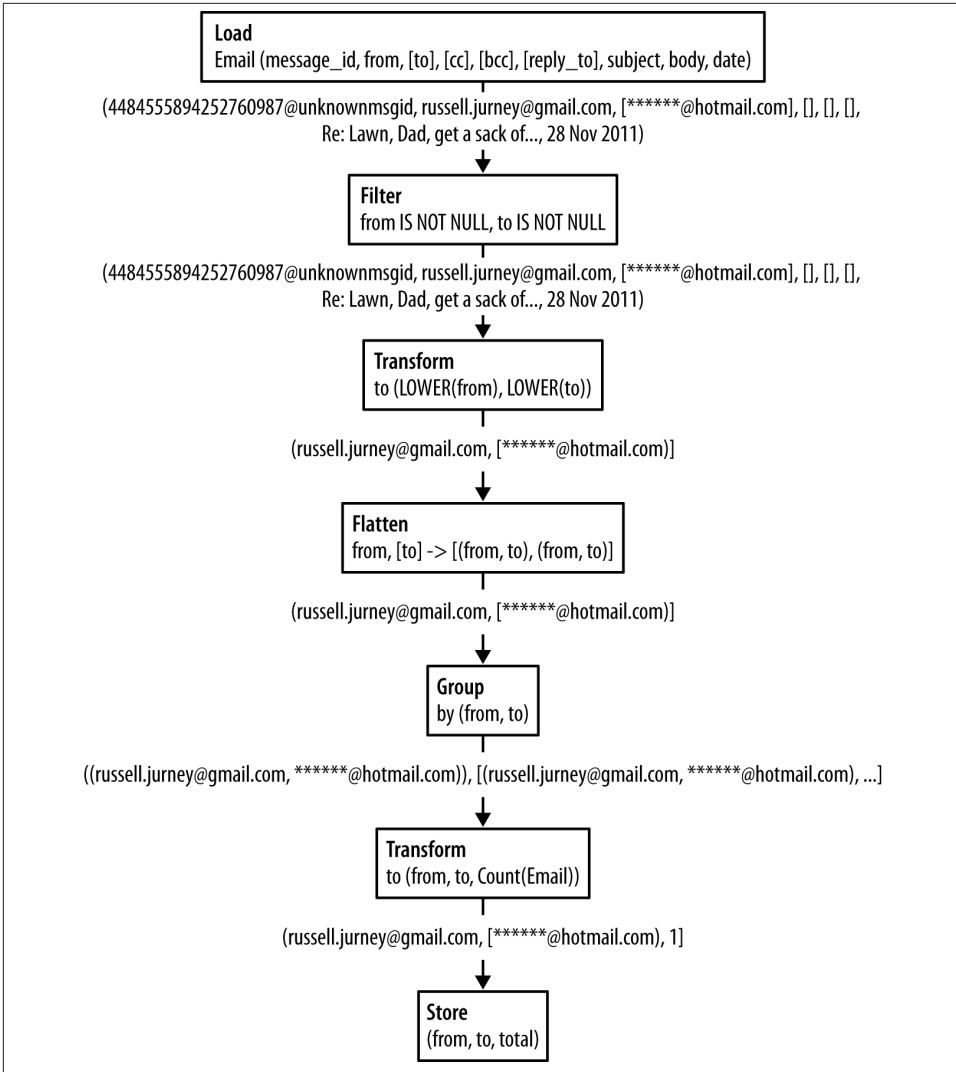 Load
Email (message_id, from, [to], [cc], [bcc], [reply_to], subject, body, date)
(4484555894252760987@unknownmsgid, russell.jurney@gmail.com, [******@hotmail.com], [], [], [],
Re: Lawn, Dad, get a sack of..., 28 Nov 2011)
Filter
from IS NOT NULL, to IS NOT NULL
(4484555894252760987@unknownmsgid, russell.jurney@gmail.com, [******@hotmail.com], [], [], [],
Re: Lawn, Dad, get a sack of..., 28 Nov 2011)
Transform
to (LOWER(from), LOWER(to))
(russell.jurney@gmail.com, [******@hotmail.com)]
Flatten
from, [to] -> [(from, to), (from, to)]
(russell.jurney@gmail.com, [******@hotmail.com)]
Group
by (from, to)
((russell.jurney@gmail.com, ******@hotmail.com)), [(russell.jurney@gmail.com, ******@hotmail.com), ...]
Transform
to (from, to, Count(Email))
(russell.jurney@gmail.com, [******@hotmail.com), 1]
Store
(from, to, total)